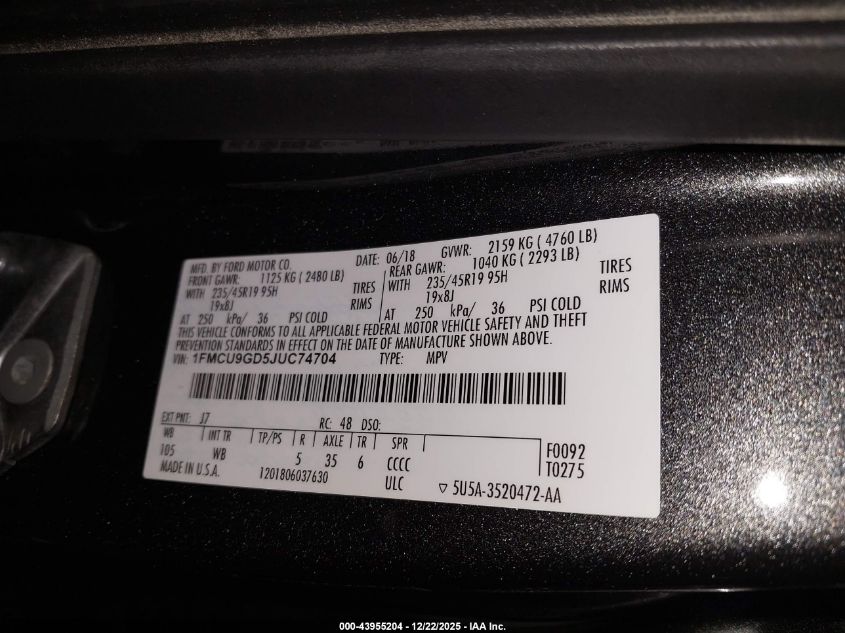 MFD. BY FORD MOTOR CO. DATE: 06/18 GVWR: 2159 KG ( 4760 LB)
FRONT GAWR: 1125 KG ( 2480 LB) REAR GAWR: 1040 KG ( 2293 LB)
WITH 235/45R19 95H TIRES WITH 235/45R19 95H TIRES
19x8J RIMS 19x8J RIMS
AT 250 kPa/ 36 PSI COLD AT 250 kPa/ 36 PSI COLD
THIS VEHICLE CONFORMS TO ALL APPLICABLE FEDERAL MOTOR VEHICLE SAFETY AND THEFT
PREVENTION STANDARDS IN EFFECT ON THE DATE OF MANUFACTURE SHOWN ABOVE.
VIN: 1FMCU9GD5JUC74704 TYPE: MPV
EXT PNT: J7 RC: 48 DSO:
WB INT TR TP/PS R AXLE TR SPR F0092
105 WB 5 35 6 CCCC T0275
MADE IN U.S.A. 1201806037630 ULC ▽ 5U5A-3520472-AA
000-43955204 - 12/22/2025 - IAA Inc.